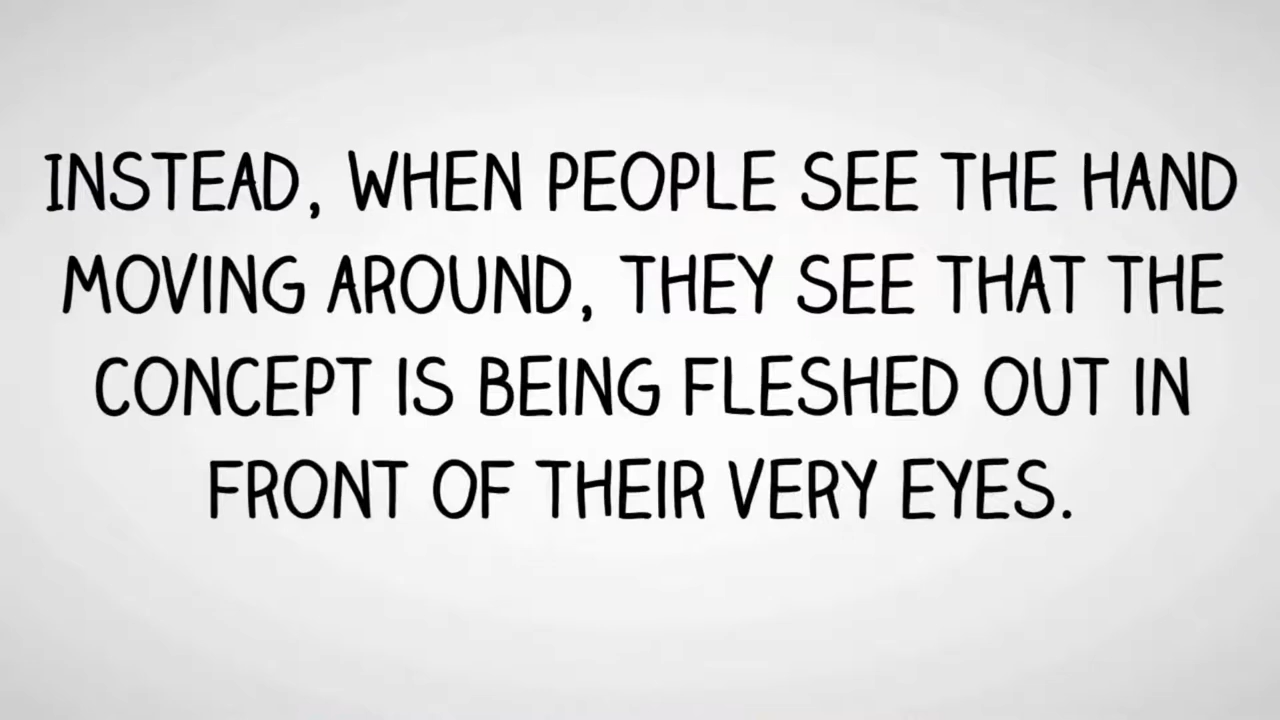 INSTEAD, WHEN PEOPLE SEE THE HAND
MOVING AROUND, THEY SEE THAT THE
CONCEPT IS BEING FLESHED OUT IN
FRONT OF THEIR VERY EYES.